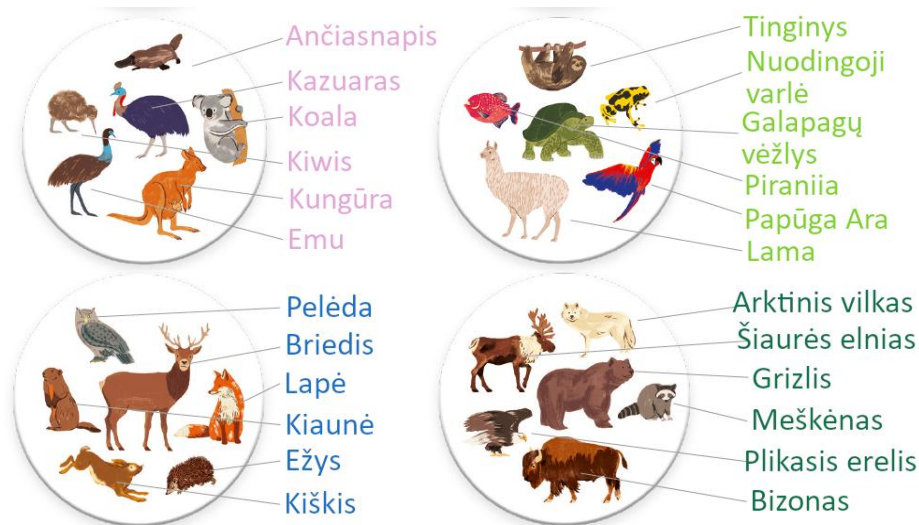 Ančiasnapis
Kazuaras
Koala
Kiwis
Kungūra
Emu
Tinginys
Nuodingoji
varlė
Galapagų
vėžlys
Piraniia
Papūga Ara
Lama
Pelėda
Briedis
Lapė
Kiaunė
Ežys
Kiškis
Arktinis vilkas
Šiaurės elnias
Grizlis
Meškėnas
Plikasis erelis
Bizonas